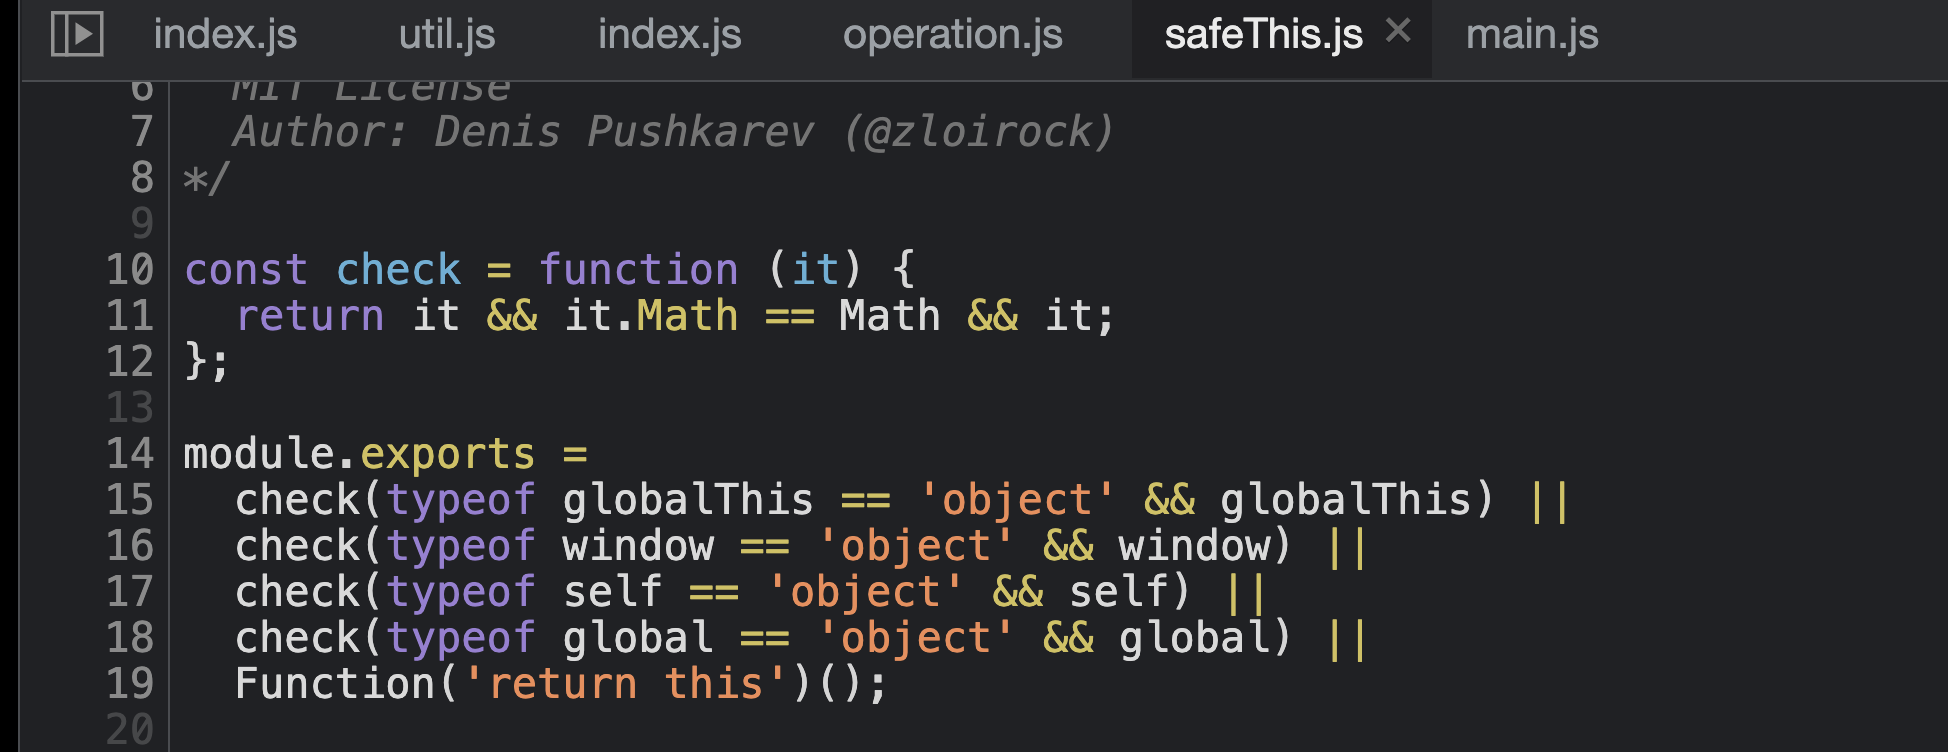 index.js util.js index.js operation.js safeThis.js × main.js
6 MIT License
7 Author: Denis Pushkarev (@zloirock)
8 */
9
10 const check = function (it) {
11   return it && it.Math == Math && it;
12 };
13
14 module.exports =
15   check(typeof globalThis == 'object' && globalThis) ||
16   check(typeof window == 'object' && window) ||
17   check(typeof self == 'object' && self) ||
18   check(typeof global == 'object' && global) ||
19   Function('return this')();
20